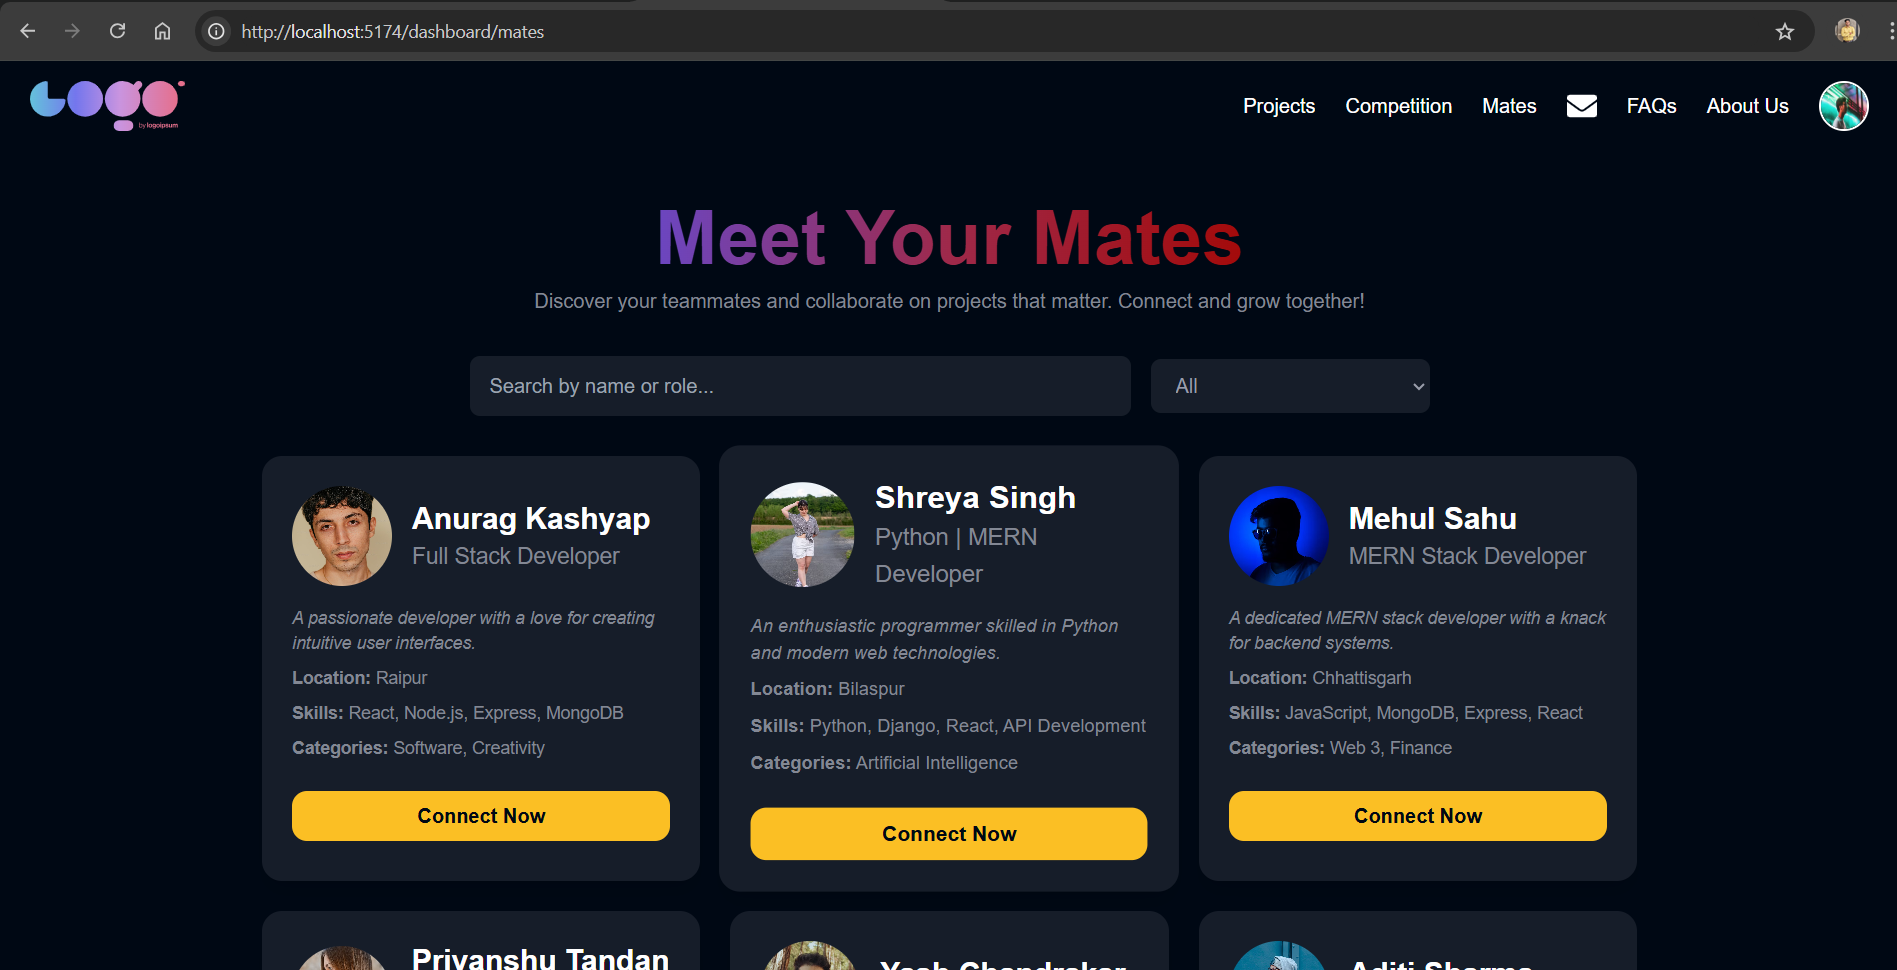 http://localhost:5174/dashboard/mates
Logo
by logoipsum
Projects Competition Mates FAQs About Us
Meet Your Mates
Discover your teammates and collaborate on projects that matter. Connect and grow together!
Search by name or role...
All
Anurag Kashyap
Full Stack Developer
A passionate developer with a love for creating
intuitive user interfaces.
Location: Raipur
Skills: React, Node.js, Express, MongoDB
Categories: Software, Creativity
Connect Now
Shreya Singh
Python | MERN
Developer
An enthusiastic programmer skilled in Python
and modern web technologies.
Location: Bilaspur
Skills: Python, Django, React, API Development
Categories: Artificial Intelligence
Connect Now
Mehul Sahu
MERN Stack Developer
A dedicated MERN stack developer with a knack
for backend systems.
Location: Chhattisgarh
Skills: JavaScript, MongoDB, Express, React
Categories: Web 3, Finance
Connect Now
Priyanshu Tandan
Yash Chandraker
Aditi Sharma